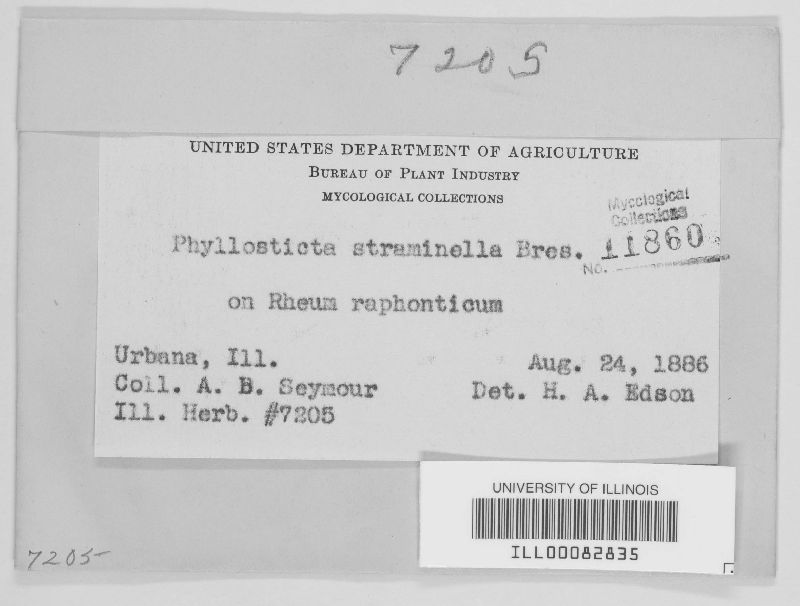 7205
UNITED STATES DEPARTMENT OF AGRICULTURE
BUREAU OF PLANT INDUSTRY
MYCOLOGICAL COLLECTIONS
Mycological
Collections
No. 11860
Phyllosticta straminella Bres.
on Rheum raphonticum
Urbana, Ill. Aug. 24, 1886
Coll. A. B. Seymour Det. H. A. Edson
Ill. Herb. #7205
UNIVERSITY OF ILLINOIS
ILL00082835
7205